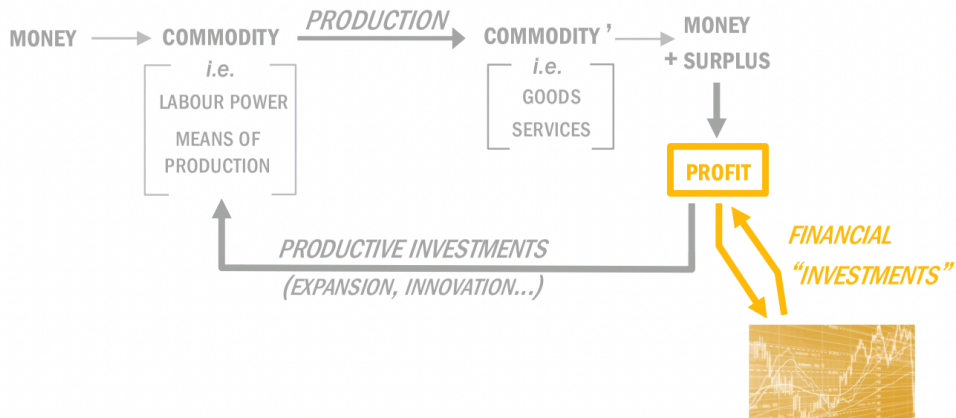 MONEY
COMMODITY
i.e.
LABOUR POWER
MEANS OF
PRODUCTION
PRODUCTION
COMMODITY '
i.e.
GOODS
SERVICES
MONEY
+ SURPLUS
PROFIT
PRODUCTIVE INVESTMENTS
(EXPANSION, INNOVATION...)
FINANCIAL
“INVESTMENTS”